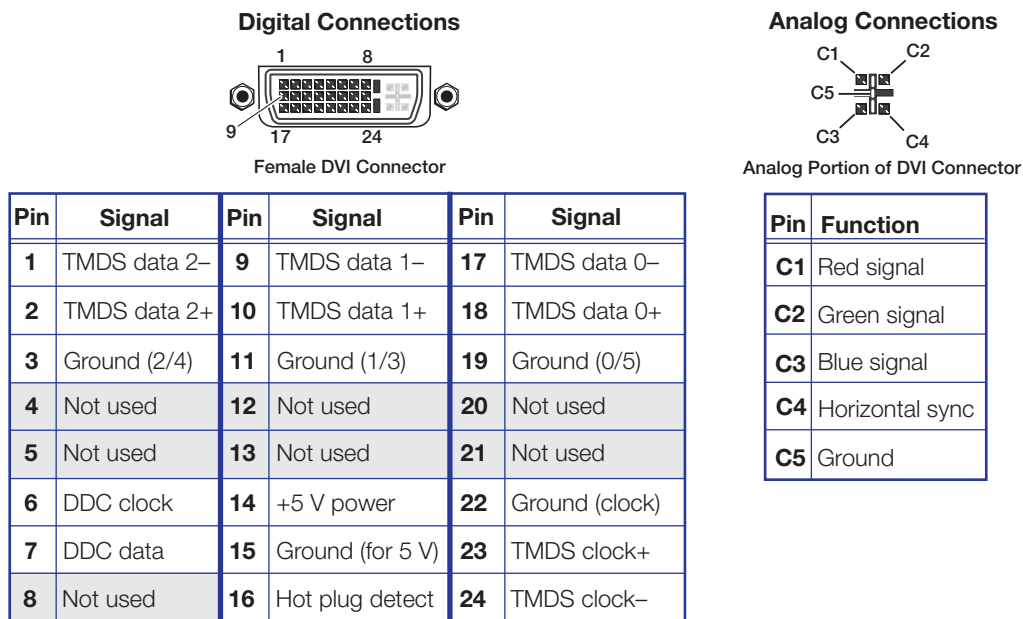 Digital Connections
1 8
9 17 24
Female DVI Connector
Pin Signal Pin Signal Pin Signal
1 TMDS data 2– 9 TMDS data 1– 17 TMDS data 0–
2 TMDS data 2+ 10 TMDS data 1+ 18 TMDS data 0+
3 Ground (2/4) 11 Ground (1/3) 19 Ground (0/5)
4 Not used 12 Not used 20 Not used
5 Not used 13 Not used 21 Not used
6 DDC clock 14 +5 V power 22 Ground (clock)
7 DDC data 15 Ground (for 5 V) 23 TMDS clock+
8 Not used 16 Hot plug detect 24 TMDS clock–
Analog Connections
C1 C2
C5
C3 C4
Analog Portion of DVI Connector
Pin Function
C1 Red signal
C2 Green signal
C3 Blue signal
C4 Horizontal sync
C5 Ground